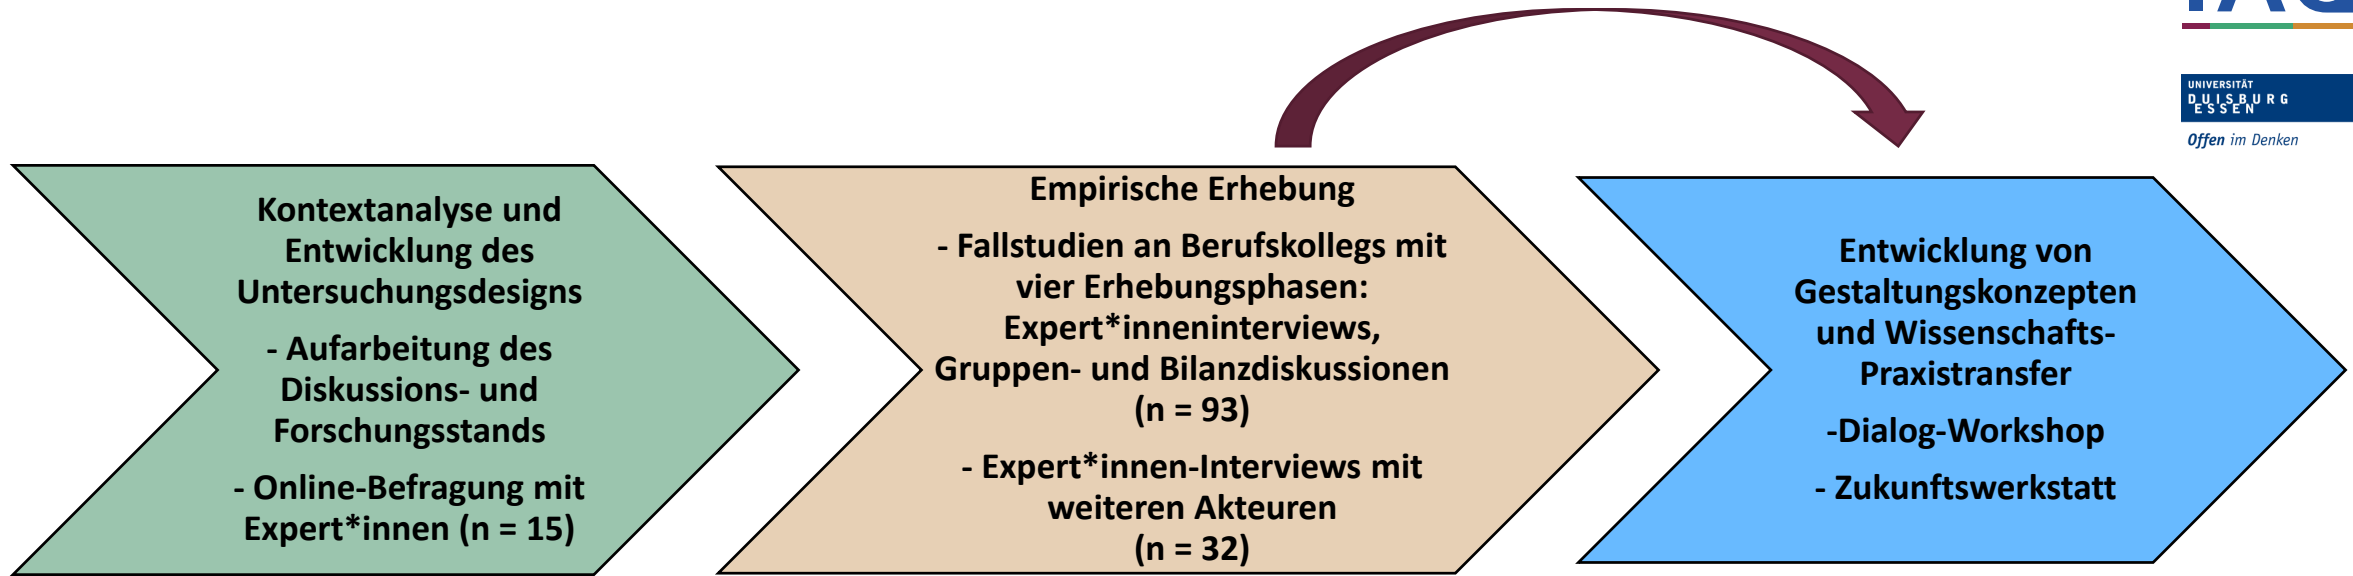 UNIVERSITÄT
DUISBURG
ESSEN
Offen im Denken
Kontextanalyse und
Entwicklung des
Untersuchungsdesigns
- Aufarbeitung des
Diskussions- und
Forschungsstands
- Online-Befragung mit
Expert*innen (n = 15)
Empirische Erhebung
- Fallstudien an Berufskollegs mit
vier Erhebungsphasen:
Expert*inneninterviews,
Gruppen- und Bilanzdiskussionen
(n = 93)
- Expert*innen-Interviews mit
weiteren Akteuren
(n = 32)
Entwicklung von
Gestaltungskonzepten
und Wissenschafts-
Praxistransfer
-Dialog-Workshop
- Zukunftswerkstatt